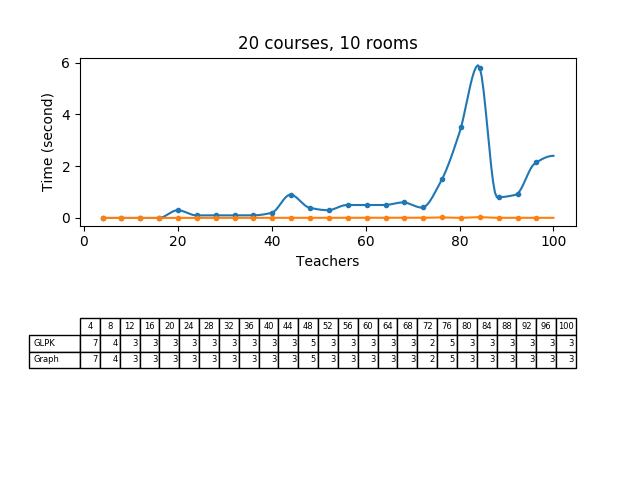 20 courses, 10 rooms
6
4
2
0
Time (second)
0 20 40 60 80 100
Teachers
4 8 12 16 20 24 28 32 36 40 44 48 52 56 60 64 68 72 76 80 84 88 92 96 100
GLPK 7 4 3 3 3 3 3 3 3 3 3 5 3 3 3 3 3 2 5 3 3 3 3 3 3
Graph 7 4 3 3 3 3 3 3 3 3 3 5 3 3 3 3 3 2 5 3 3 3 3 3 3